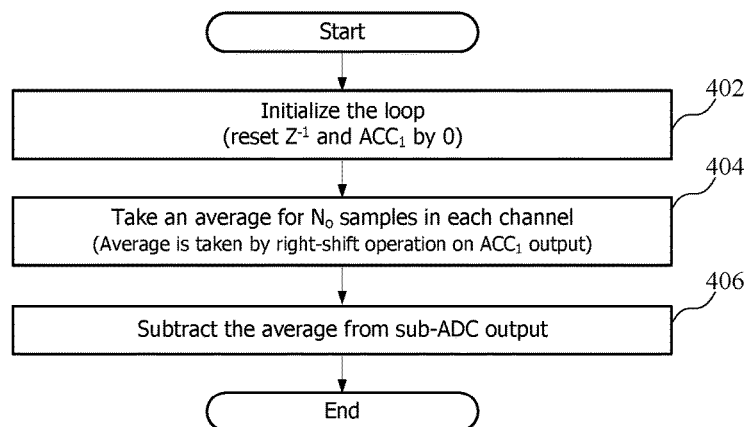 Start
Initialize the loop
(reset Z⁻¹ and ACC₁ by 0)
402
Take an average for Nₒ samples in each channel
(Average is taken by right-shift operation on ACC₁ output)
404
Subtract the average from sub-ADC output
406
End